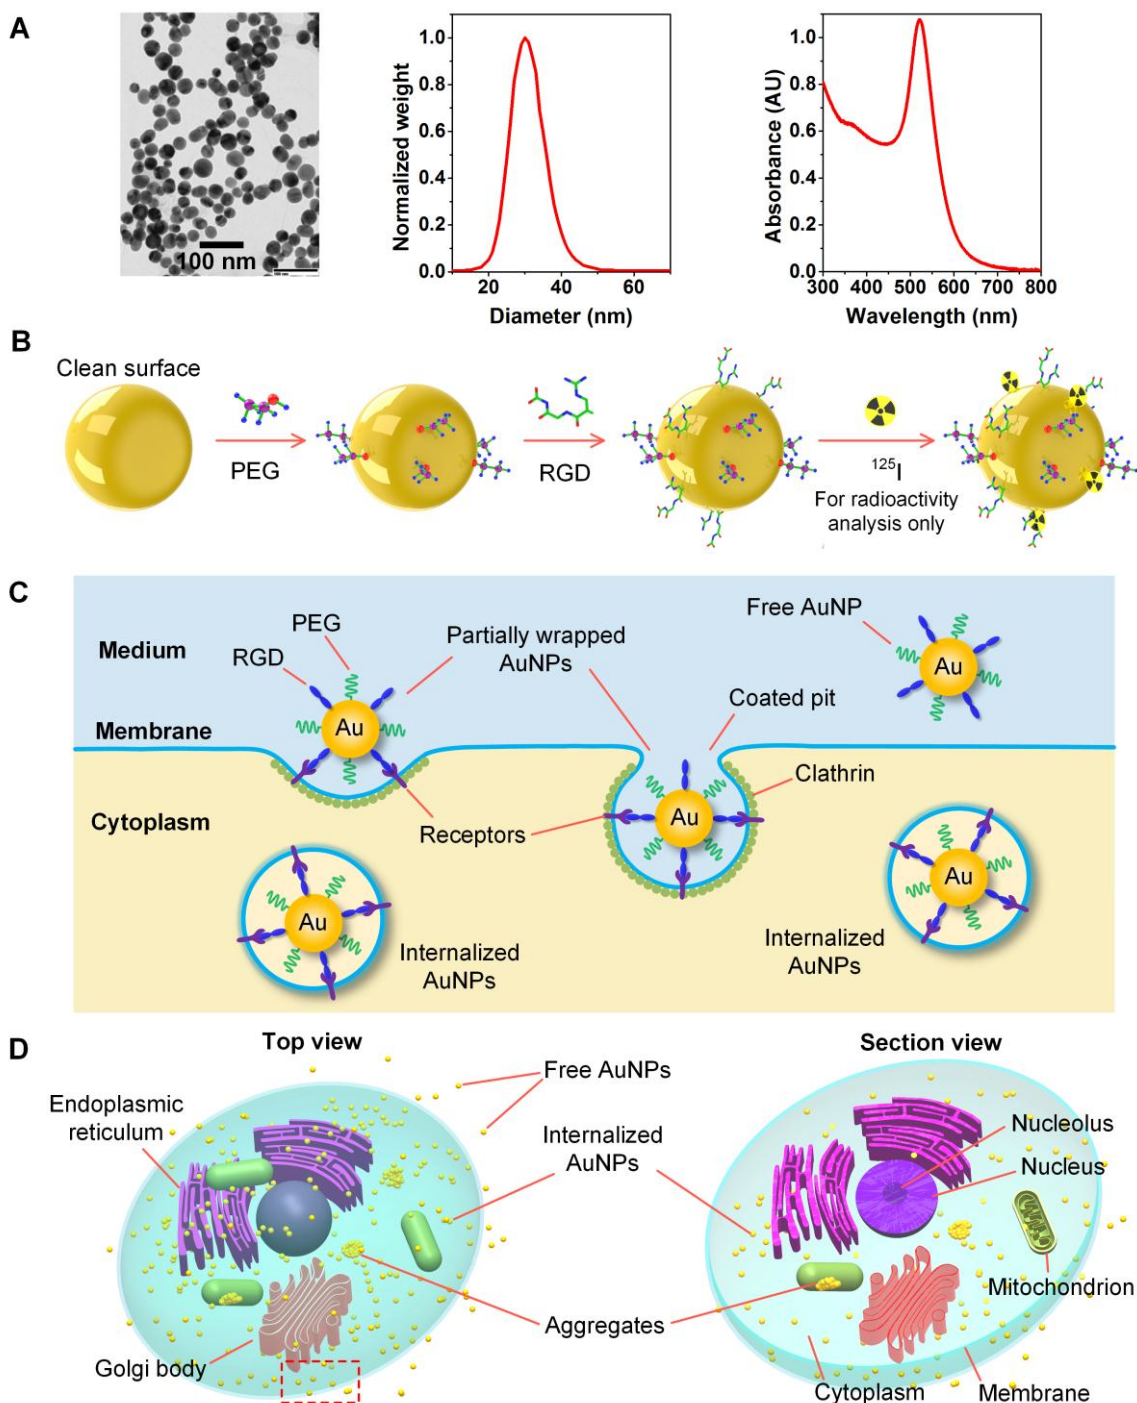 A
100 nm
Normalized weight
1.0
0.8
0.6
0.4
0.2
0.0
20
40
60
Diameter (nm)
Absorbance (AU)
1.0
0.8
0.6
0.4
0.2
0.0
300
400
500
600
700
800
Wavelength (nm)
B
Clean surface
PEG
RGD
125I
For radioactivity
analysis only
C
Medium
Membrane
Cytoplasm
PEG
RGD
Partially wrapped
AuNPs
Free AuNP
Coated pit
Clathrin
Receptors
Au
Au
Au
Au
Au
Internalized
AuNPs
Internalized
AuNPs
D
Top view
Section view
Endoplasmic
reticulum
Free AuNPs
Internalized
AuNPs
Nucleolus
Nucleus
Mitochondrion
Aggregates
Golgi body
Cytoplasm
Membrane